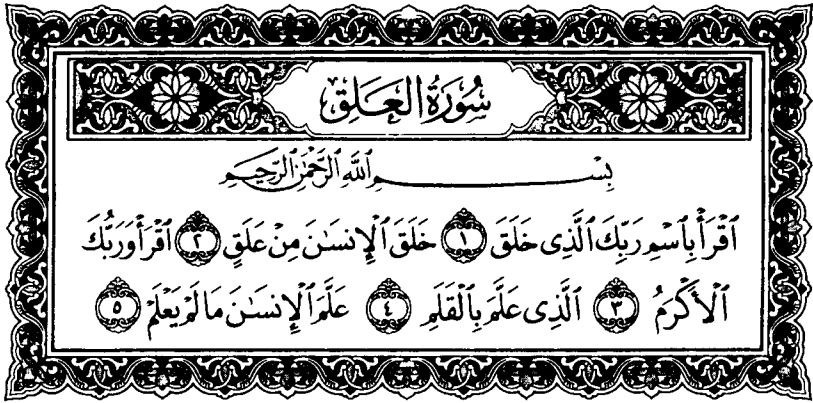 سُورَةُ الْعَلَقِ
بِسْمِ اللَّهِ الرَّحْمَٰنِ الرَّحِيمِ
ٱقْرَأْ بِٱسْمِ رَبِّكَ ٱلَّذِى خَلَقَ ١ خَلَقَ ٱلْإِنسَٰنَ مِنْ عَلَقٍ ٢ ٱقْرَأْ وَرَبُّكَ
ٱلْأَكْرَمُ ٣ ٱلَّذِى عَلَّمَ بِٱلْقَلَمِ ٤ عَلَّمَ ٱلْإِنسَٰنَ مَا لَمْ يَعْلَمْ ٥